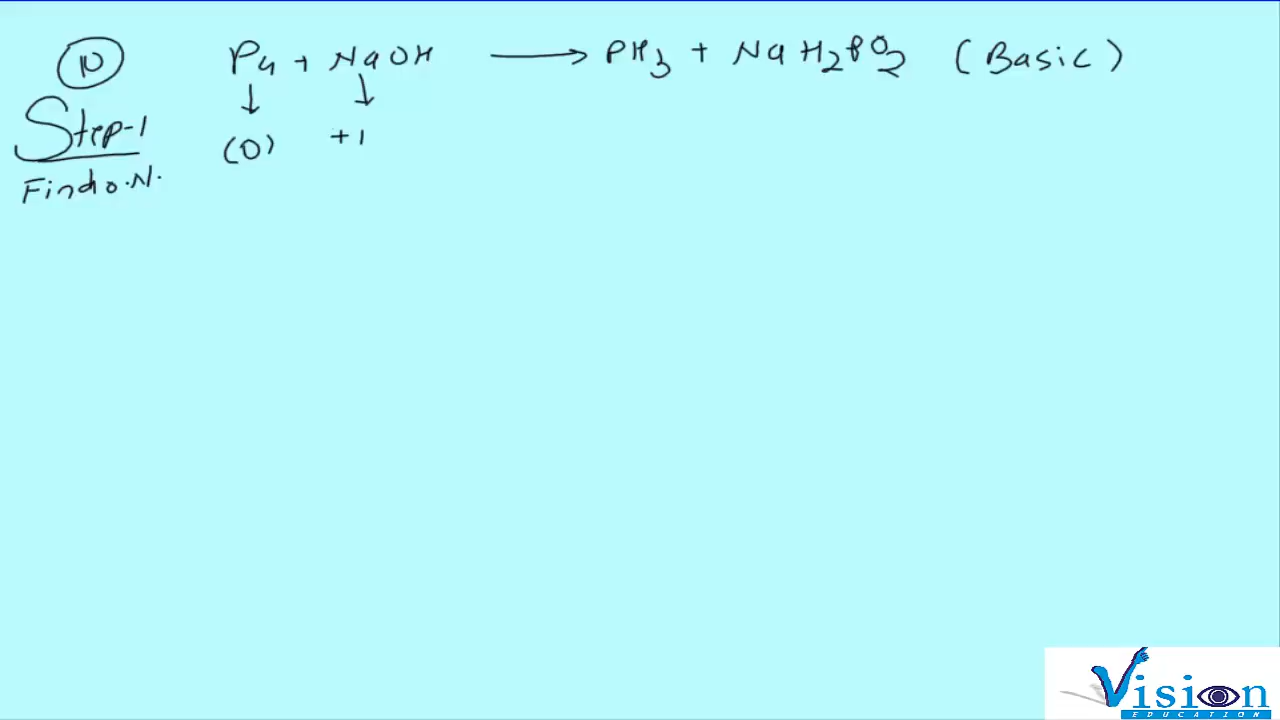 10 P4 + NaOH → PH3 + NaH2PO2 (Basic)
↓ ↓
Step-1 (0) +1
Find O.N.
Vision
EDUCATION